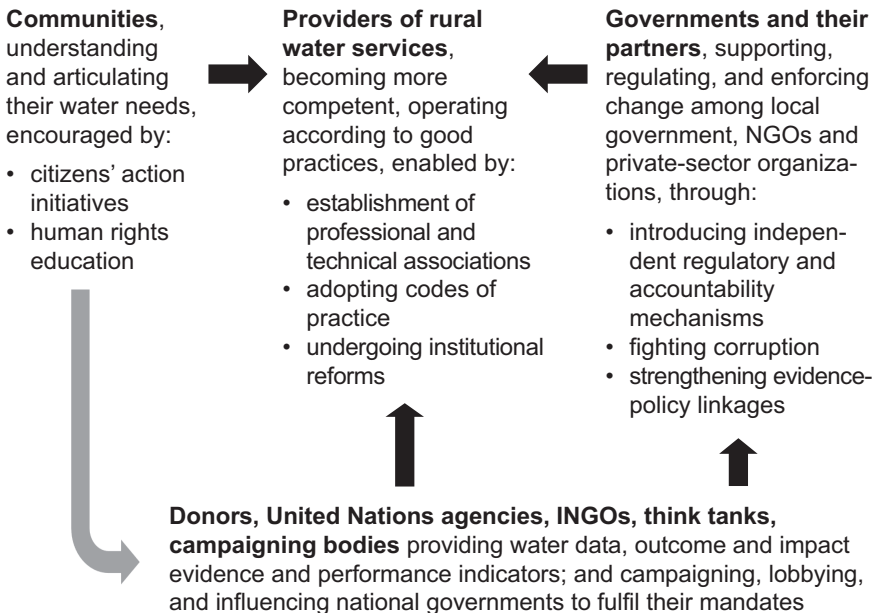 Communities,
understanding
and articulating
their water needs,
encouraged by:
• citizens' action
initiatives
• human rights
education
Providers of rural
water services,
becoming more
competent, operating
according to good
practices, enabled by:
• establishment of
professional and
technical associations
• adopting codes of
practice
• undergoing institutional
reforms
Governments and their
partners, supporting,
regulating, and enforcing
change among local
government, NGOs and
private-sector organiza-
tions, through:
• introducing indepen-
dent regulatory and
accountability
mechanisms
• fighting corruption
• strengthening evidence-
policy linkages
Donors, United Nations agencies, INGOs, think tanks,
campaigning bodies providing water data, outcome and impact
evidence and performance indicators; and campaigning, lobbying,
and influencing national governments to fulfil their mandates